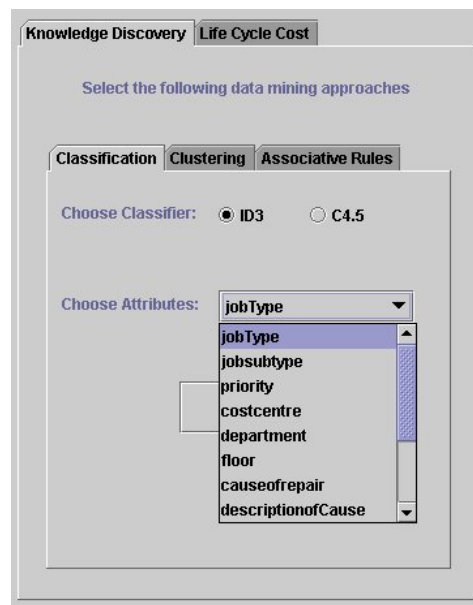 Knowledge Discovery Life Cycle Cost
Select the following data mining approaches
Classification Clustering Associative Rules
Choose Classifier: ID3 C4.5
Choose Attributes: jobType
jobType
jobsubtype
priority
costcentre
department
floor
causeofrepair
descriptionofCause